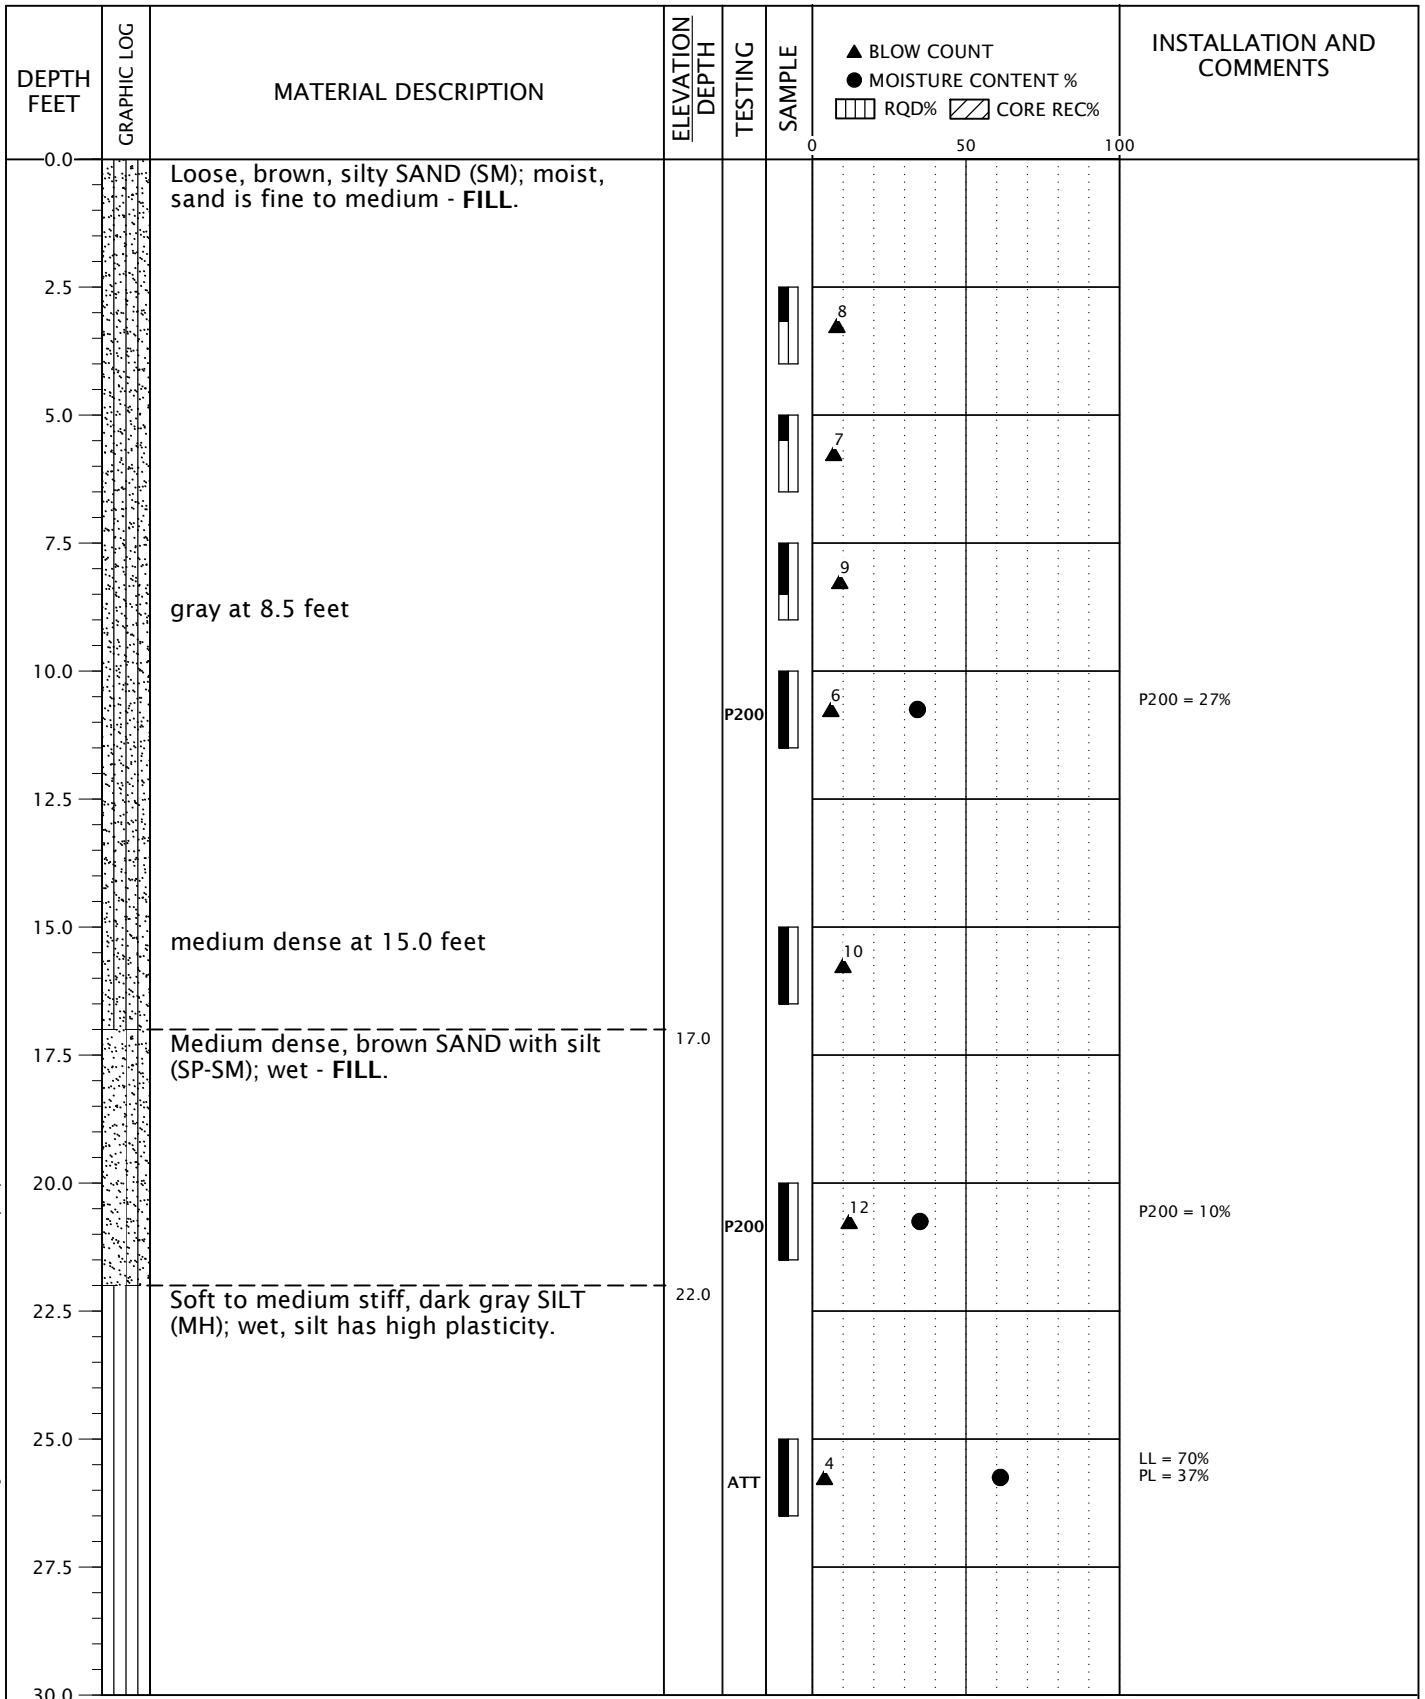 DEPTH
FEET
GRAPHIC LOG
MATERIAL DESCRIPTION
ELEVATION
DEPTH
TESTING
SAMPLE
▲ BLOW COUNT
● MOISTURE CONTENT %
RQD% CORE REC%
INSTALLATION AND
COMMENTS
0 50 100
0.0
Loose, brown, silty SAND (SM); moist,
sand is fine to medium - FILL.
2.5
8
5.0
7
7.5
9
gray at 8.5 feet
10.0
P200
6
P200 = 27%
12.5
15.0
medium dense at 15.0 feet
10
17.0
Medium dense, brown SAND with silt
(SP-SM); wet - FILL.
17.5
20.0
P200
12
P200 = 10%
22.0
Soft to medium stiff, dark gray SILT
(MH); wet, silt has high plasticity.
22.5
25.0
ATT
4
LL = 70%
PL = 37%
27.5
30.0